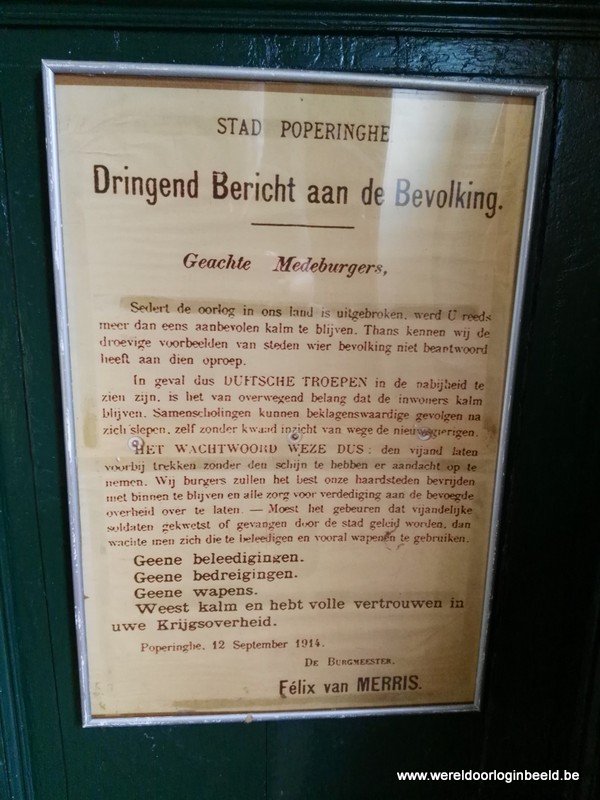 STAD POPERINGHE.
Dringend Bericht aan de Bevolking.
Geachte Medeburgers,
Sedert de oorlog in ons land is uitgebroken, werd U reeds
meer dan eens aanbevolen kalm te blijven. Thans kennen wij de
droevige voorbeelden van steden wier bevolking niet beantwoord
heeft aan dien oproep.
In geval dus DUITSCHE TROEPEN in de nabijheid te
zien zijn, is het van overwegend belang dat de inwoners kalm
blijven. Samenscholingen kunnen beklagenswaardige gevolgen na
zich slepen, zelf zonder kwaad inzicht van wege de nieuwsgierigen.
HET WACHTWOORD WEZE DUS : den vijand laten
voorbij trekken zonder den schijn te hebben er aandacht op te
nemen. Wij burgers zullen het best onze haardsteden bevrijden
met binnen te blijven en alle zorg voor verdediging aan de bevoegde
overheid over te laten. — Moest het gebeuren dat vijandelijke
soldaten gekwetst of gevangen door de stad geleid worden, dan
wachte men zich die te beleedigen en vooral wapenen te gebruiken.
Geene beleedigingen.
Geene bedreigingen.
Geene wapens.
Weest kalm en hebt volle vertrouwen in
uwe Krijgsoverheid.
Poperinghe, 12 September 1914.
DE BURGMEESTER,
Félix van MERRIS.
www.wereldoorloginbeeld.be